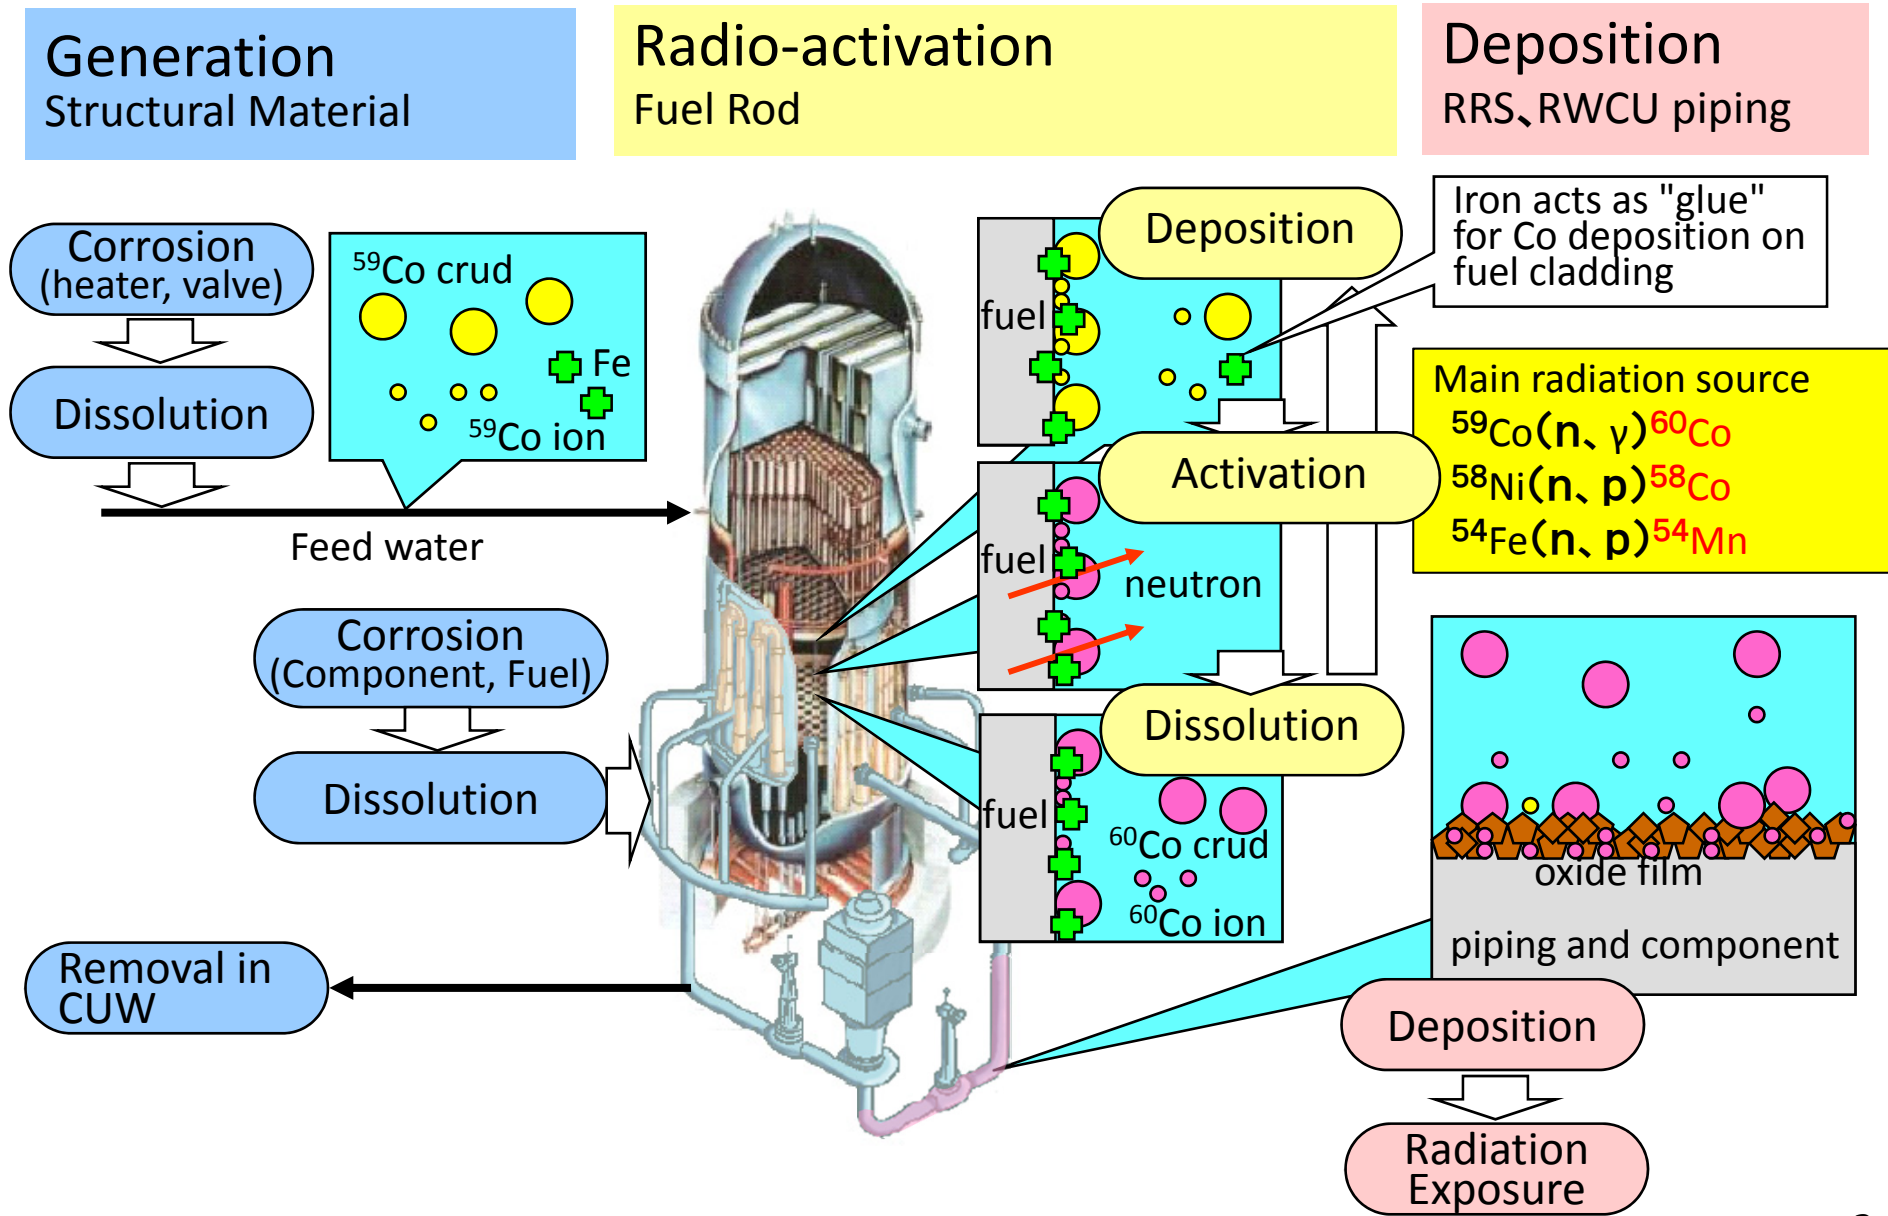 Generation
Structural Material
Radio-activation
Fuel Rod
Deposition
RRS、RWCU piping
Corrosion
(heater, valve)
Dissolution
⁵⁹Co crud
Fe
⁵⁹Co ion
Feed water
Corrosion
(Component, Fuel)
Dissolution
Removal in
CUW
Deposition
fuel
Activation
fuel
neutron
Dissolution
fuel
⁶⁰Co crud
⁶⁰Co ion
Iron acts as "glue"
for Co deposition on
fuel cladding
Main radiation source
⁵⁹Co(n、γ)⁶⁰Co
⁵⁸Ni(n、p)⁵⁸Co
⁵⁴Fe(n、p)⁵⁴Mn
oxide film
piping and component
Deposition
Radiation
Exposure